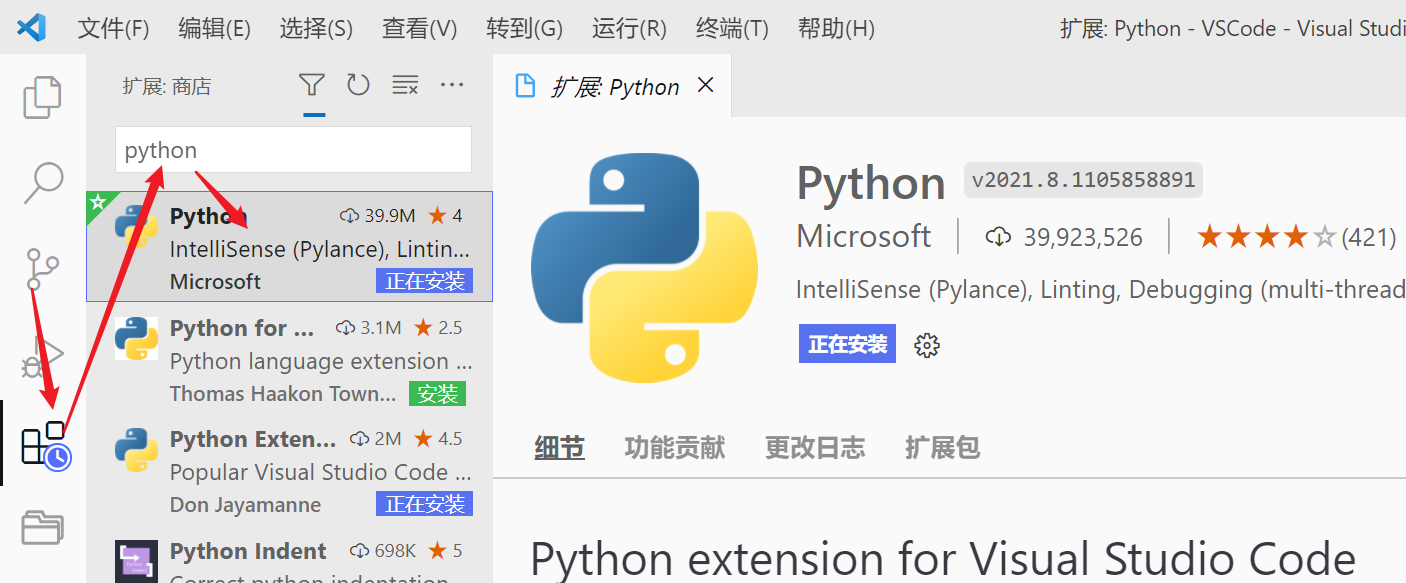 文件(F) 编辑(E) 选择(S) 查看(V) 转到(G) 运行(R) 终端(T) 帮助(H) 扩展: Python - VSCode - Visual Studi
扩展: 商店
python
Python 39.9M 4
IntelliSense (Pylance), Lintin...
Microsoft 正在安装
Python for ... 3.1M 2.5
Python language extension ...
Thomas Haakon Town... 安装
Python Exten... 2M 4.5
Popular Visual Studio Code ...
Don Jayamanne 正在安装
Python Indent 698K 5
Correct python indentation
扩展: Python
Python v2021.8.1105858891
Microsoft 39,923,526 (421)
IntelliSense (Pylance), Linting, Debugging (multi-thread
正在安装
细节 功能贡献 更改日志 扩展包
Python extension for Visual Studio Code